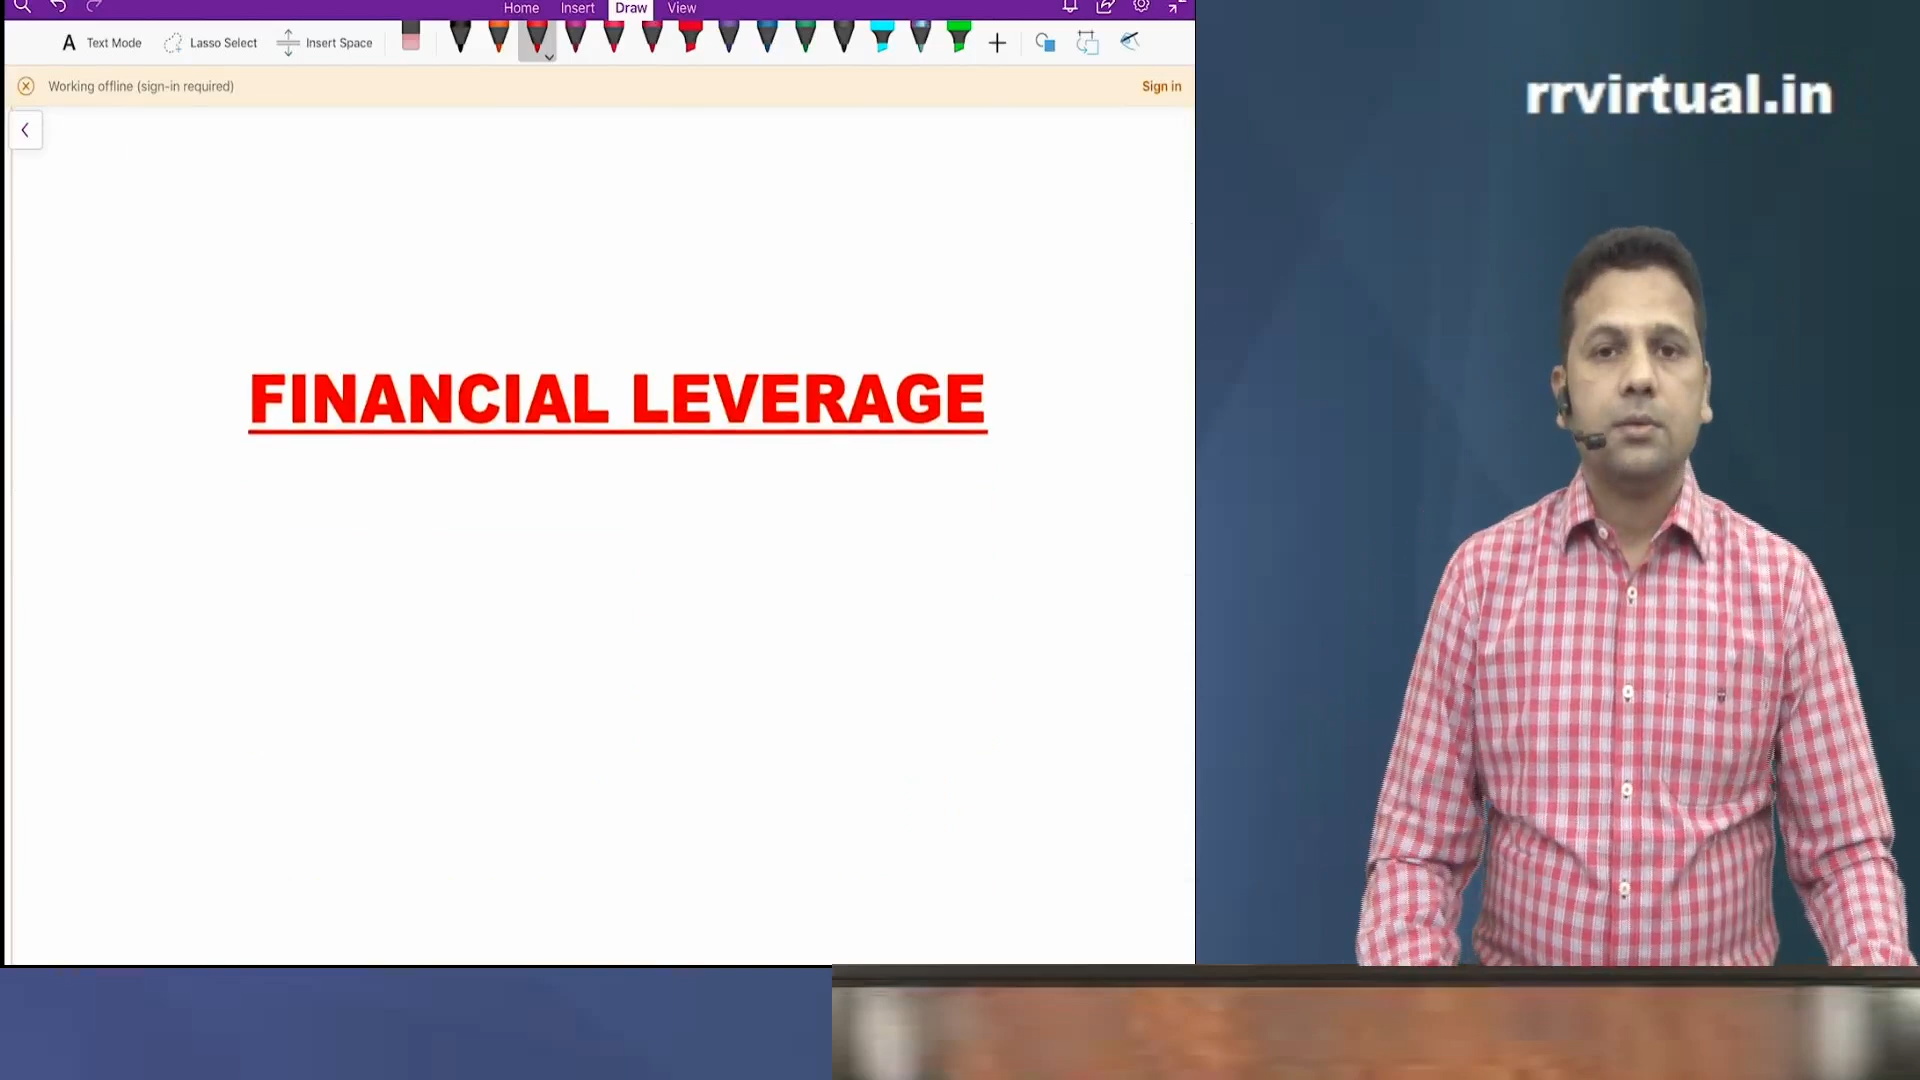 Home Insert Draw View
A Text Mode Lasso Select Insert Space
Working offline (sign-in required) Sign in
rrvirtual.in
FINANCIAL LEVERAGE